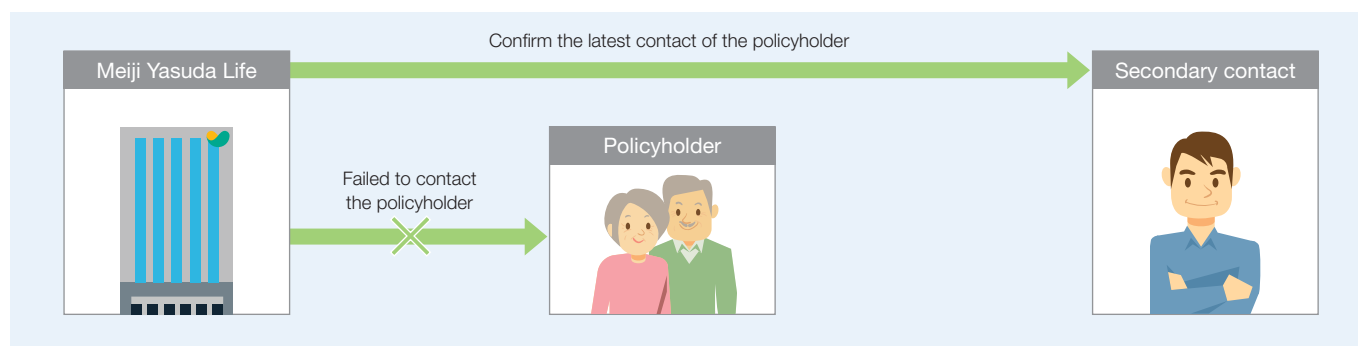 Confirm the latest contact of the policyholder
Meiji Yasuda Life
Secondary contact
Policyholder
Failed to contact
the policyholder